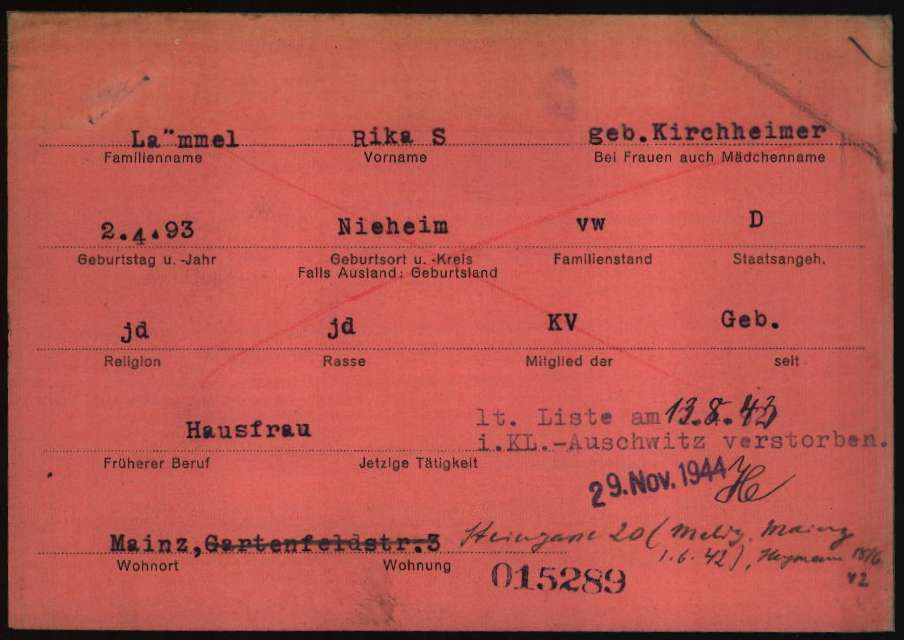 La¨mmel Rika S geb.Kirchheimer
Familienname Vorname Bei Frauen auch Mädchenname
2.4.93 Nieheim vw D
Geburtstag u. -Jahr Geburtsort u. -Kreis Familienstand Staatsangeh.
Falls Ausland: Geburtsland
jd jd KV Geb.
Religion Rasse Mitglied der seit
lt. Liste am 13.8.43
Hausfrau i.KL.-Auschwitz verstorben.
Früherer Beruf Jetzige Tätigkeit
29.Nov.1944
Mainz,Gartenfeldstr.3 20 ( Mainz
1.6.42)
Wohnort Wohnung
015289